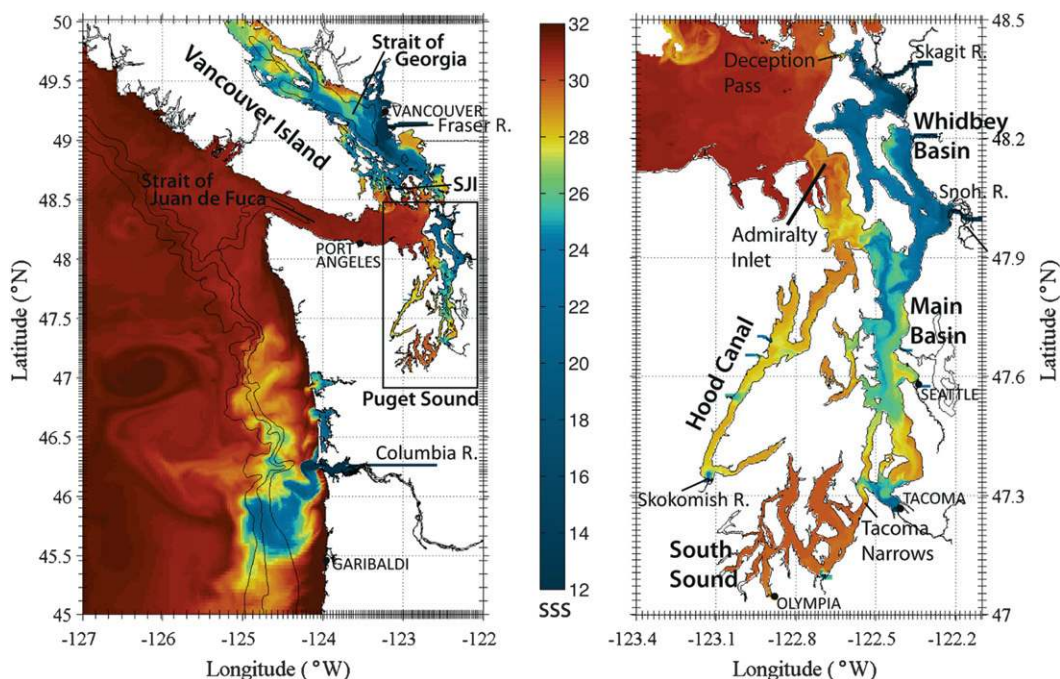 50
49.5
49
48.5
48
47.5
47
46.5
46
45.5
45
Latitude (°N)
-127
-126
-125
-124
-123
-122
Longitude (°W)
Strait of
Georgia
Vancouver Island
VANCOUVER
Fraser R.
SJI
Strait of
Juan de Fuca
PORT
ANGELES
Puget Sound
Columbia R.
GARIBALDI
32
30
28
26
24
22
20
18
16
14
12
SSS
Deception
Pass
Skagit R.
Whidbey
Basin
Snoh. R.
Admiralty
Inlet
Main
Basin
Hood Canal
SEATTLE
Skokomish R.
TACOMA
Tacoma
Narrows
South
Sound
OLYMPIA
48.5
48.2
47.9
47.6
47.3
47
Latitude (°N)
-123.4
-123.1
-122.8
-122.5
-122.2
Longitude (°W)